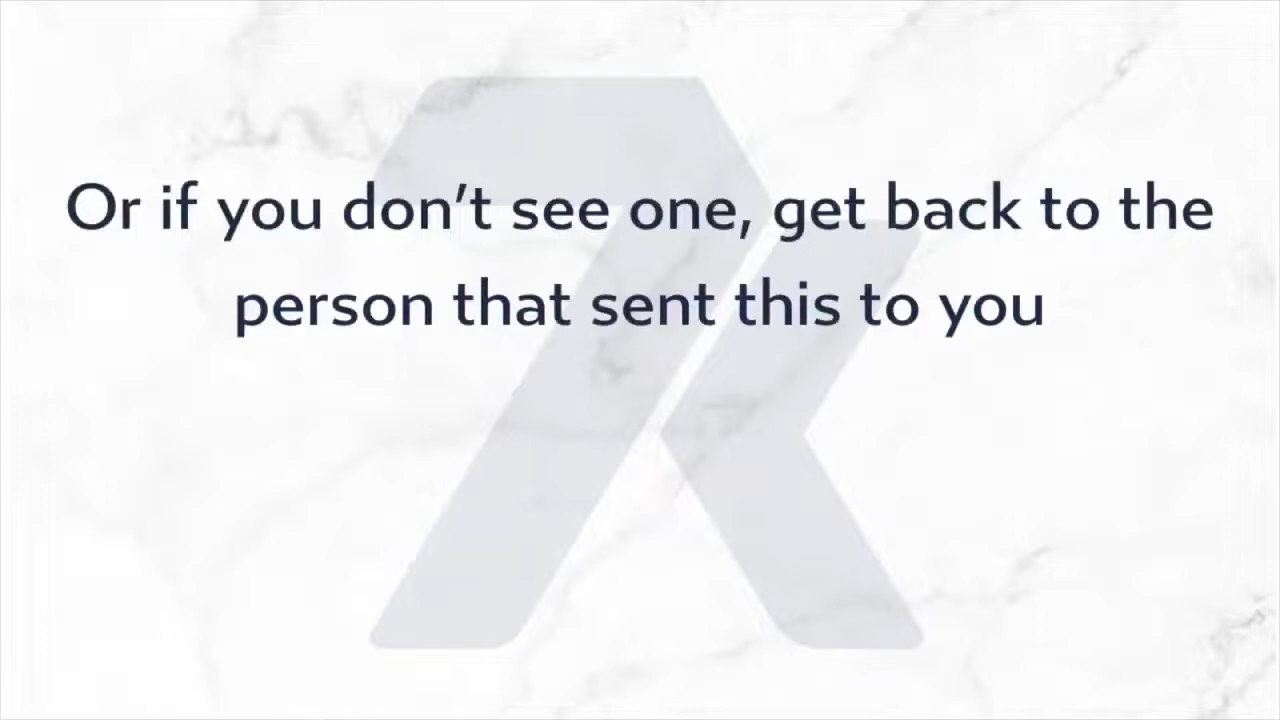 Or if you don't see one, get back to the
person that sent this to you